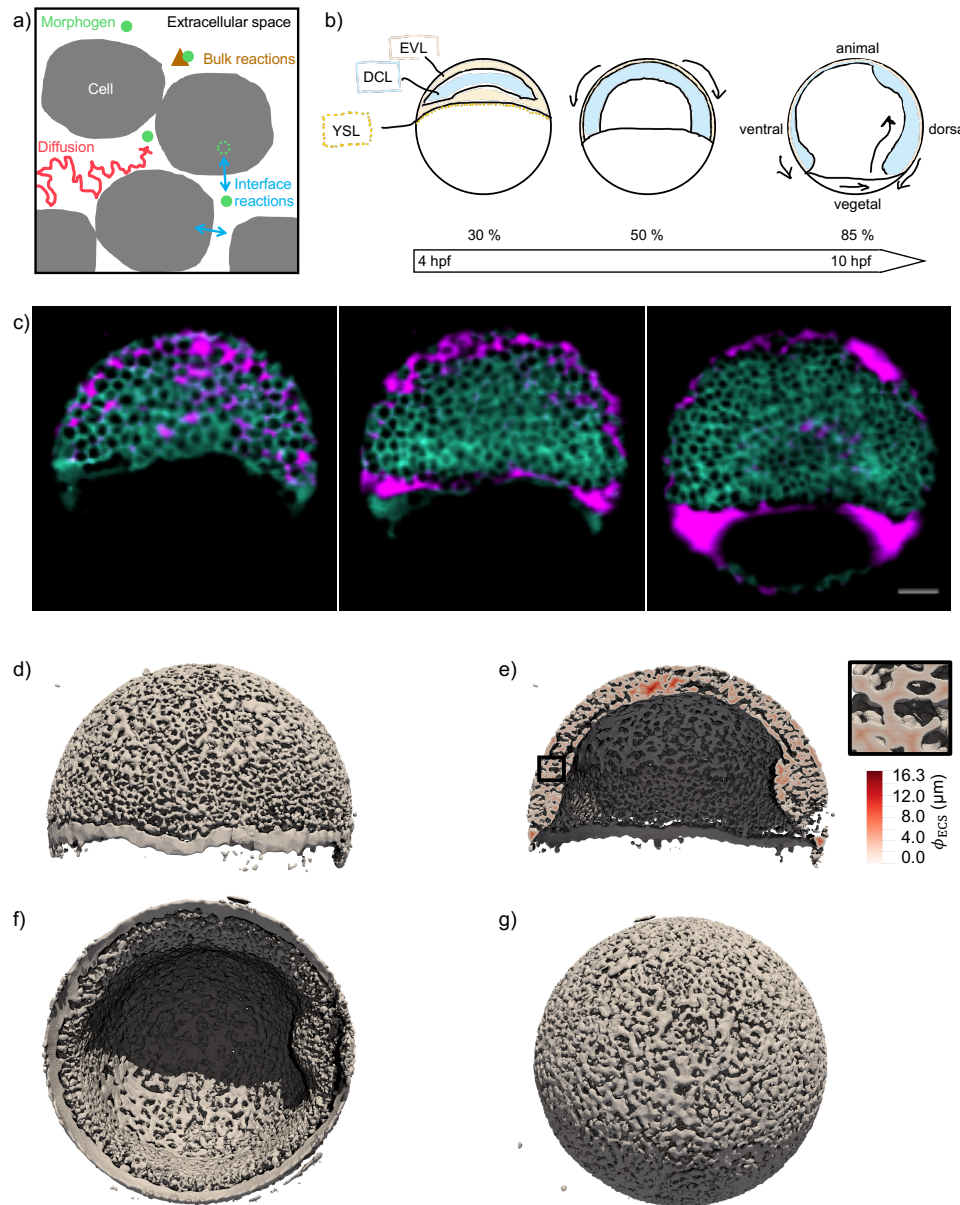 a)
Morphogen
Extracellular space
Bulk reactions
Cell
Diffusion
Interface
reactions
b)
EVL
DCL
YSL
animal
ventral
dorsa
vegetal
30 %
50 %
85 %
4 hpf
10 hpf
c)
d)
e)
16.3
12.0
8.0
4.0
0.0
ϕECS (µm)
f)
g)